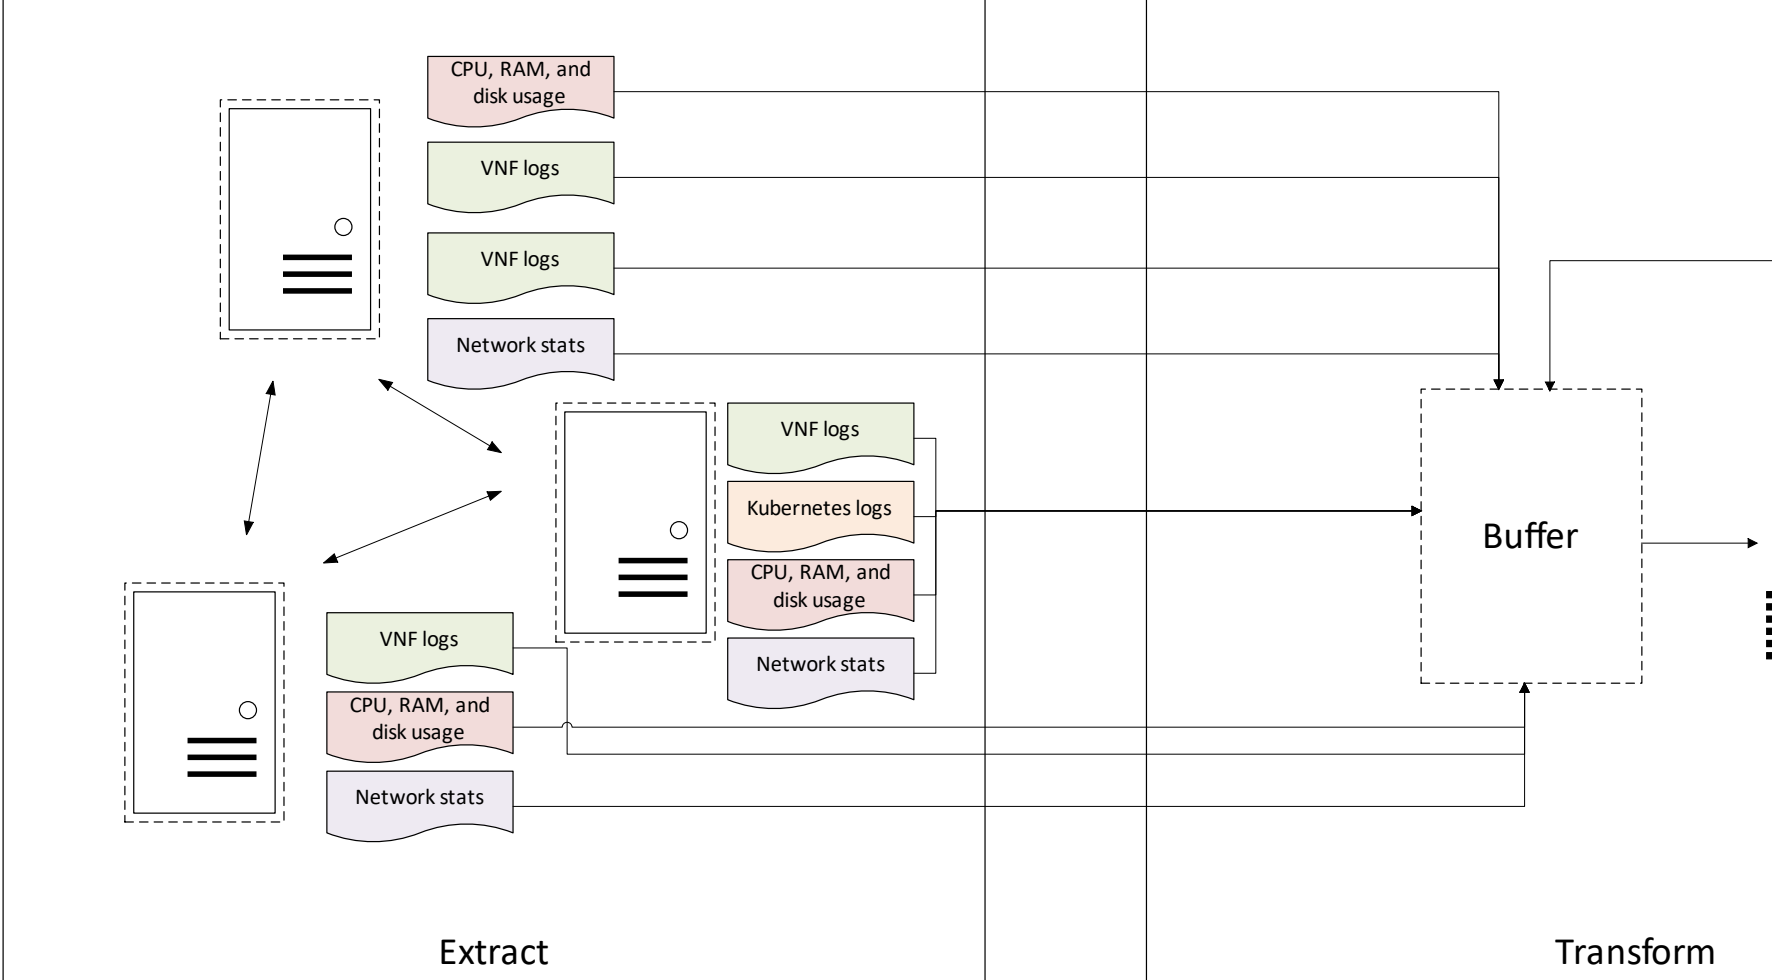 CPU, RAM, and
disk usage
VNF logs
VNF logs
Network stats
VNF logs
Kubernetes logs
CPU, RAM, and
disk usage
Network stats
Buffer
VNF logs
CPU, RAM, and
disk usage
Network stats
Extract
Transform